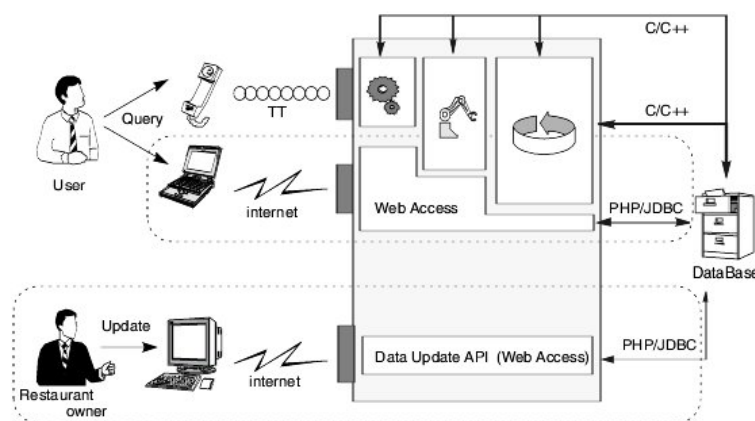 C/C++
Query
TT
C/C++
User
internet
Web Access
PHP/JDBC
DataBase
Update
Data Update API (Web Access)
PHP/JDBC
internet
Restaurant
owner